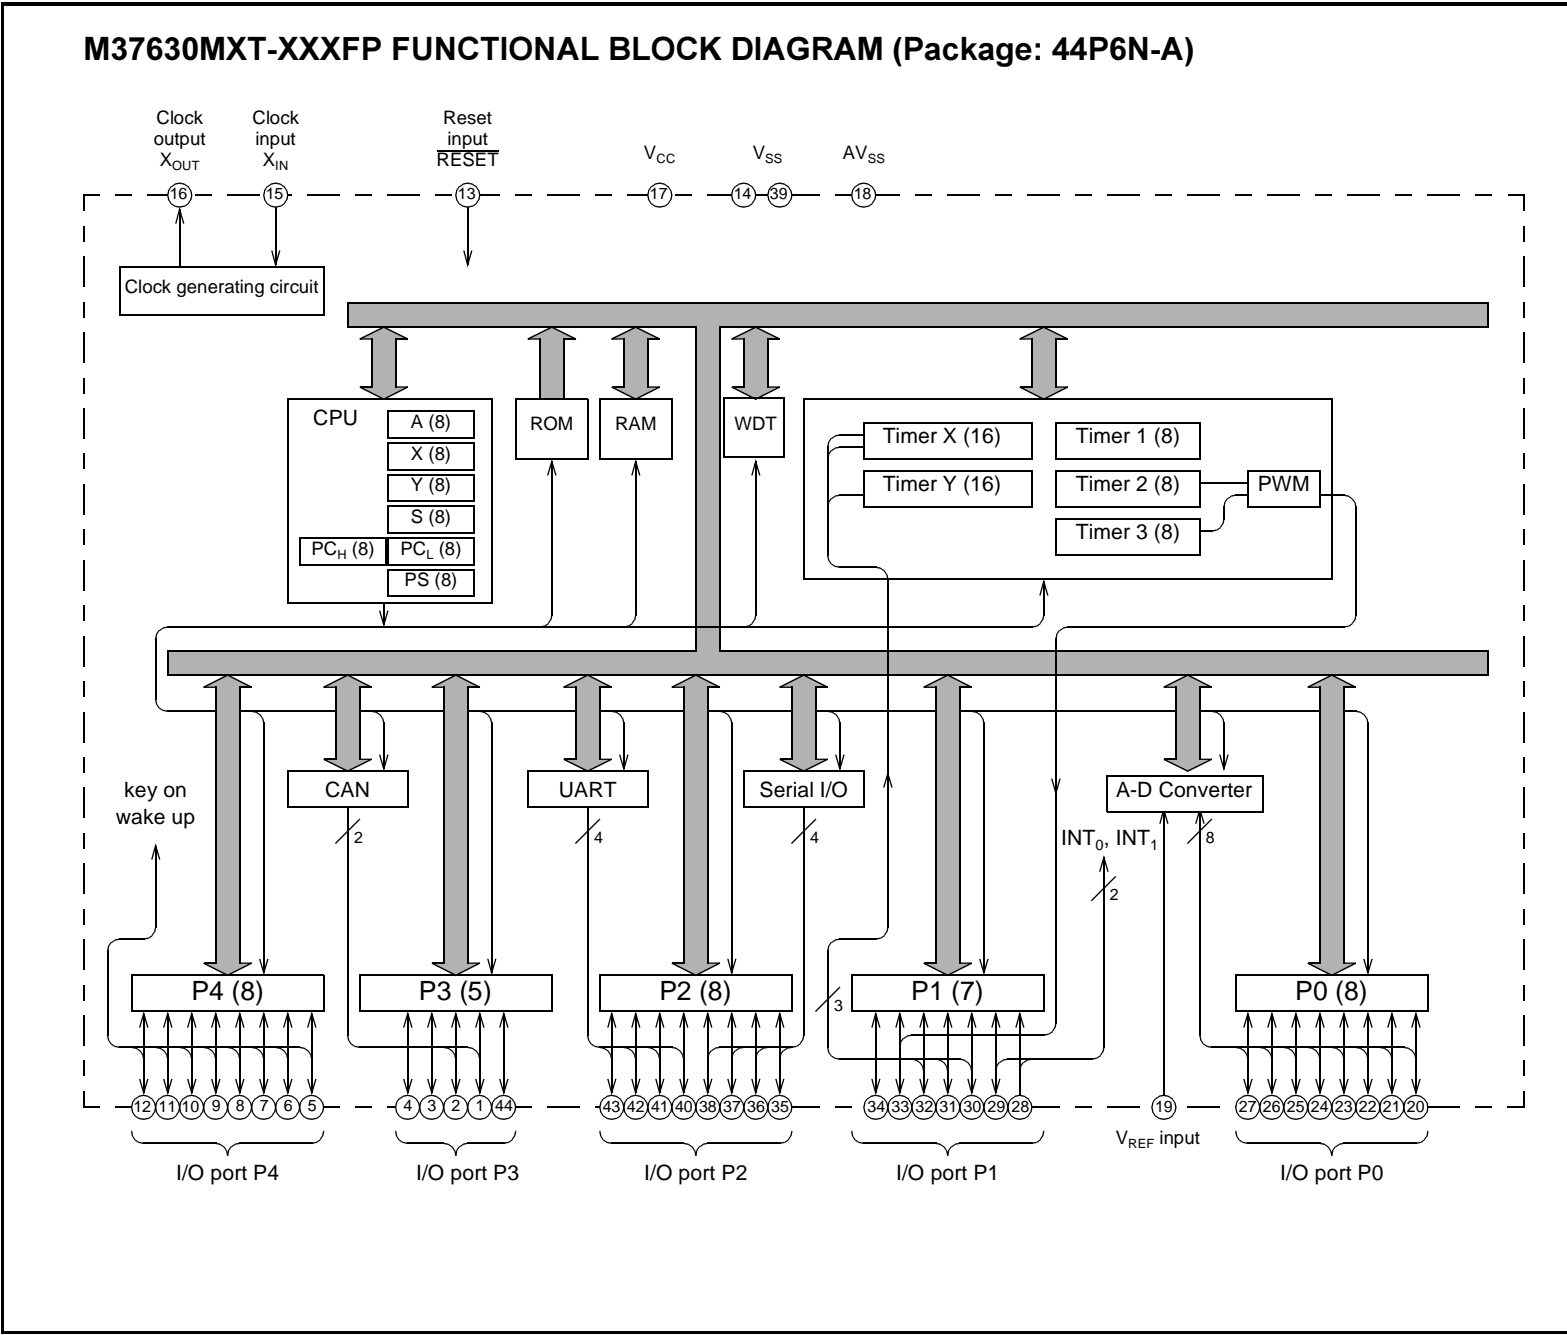 M37630MXT-XXXFP FUNCTIONAL BLOCK DIAGRAM (Package: 44P6N-A)
Clock output XOUT
Clock input XIN
Reset input RESET
VCC
VSS
AVSS
16
15
13
17
14
39
18
Clock generating circuit
CPU
A (8)
X (8)
Y (8)
S (8)
PCH (8)
PCL (8)
PS (8)
ROM
RAM
WDT
Timer X (16)
Timer Y (16)
Timer 1 (8)
Timer 2 (8)
Timer 3 (8)
PWM
key on
wake up
CAN
UART
Serial I/O
A-D Converter
2
4
4
INT0, INT1
8
2
3
P4 (8)
P3 (5)
P2 (8)
P1 (7)
P0 (8)
12 11 10 9 8 7 6 5
4 3 2 1 44
43 42 41 40 38 37 36 35
34 33 32 31 30 29 28
19
27 26 25 24 23 22 21 20
VREF input
I/O port P4
I/O port P3
I/O port P2
I/O port P1
I/O port P0